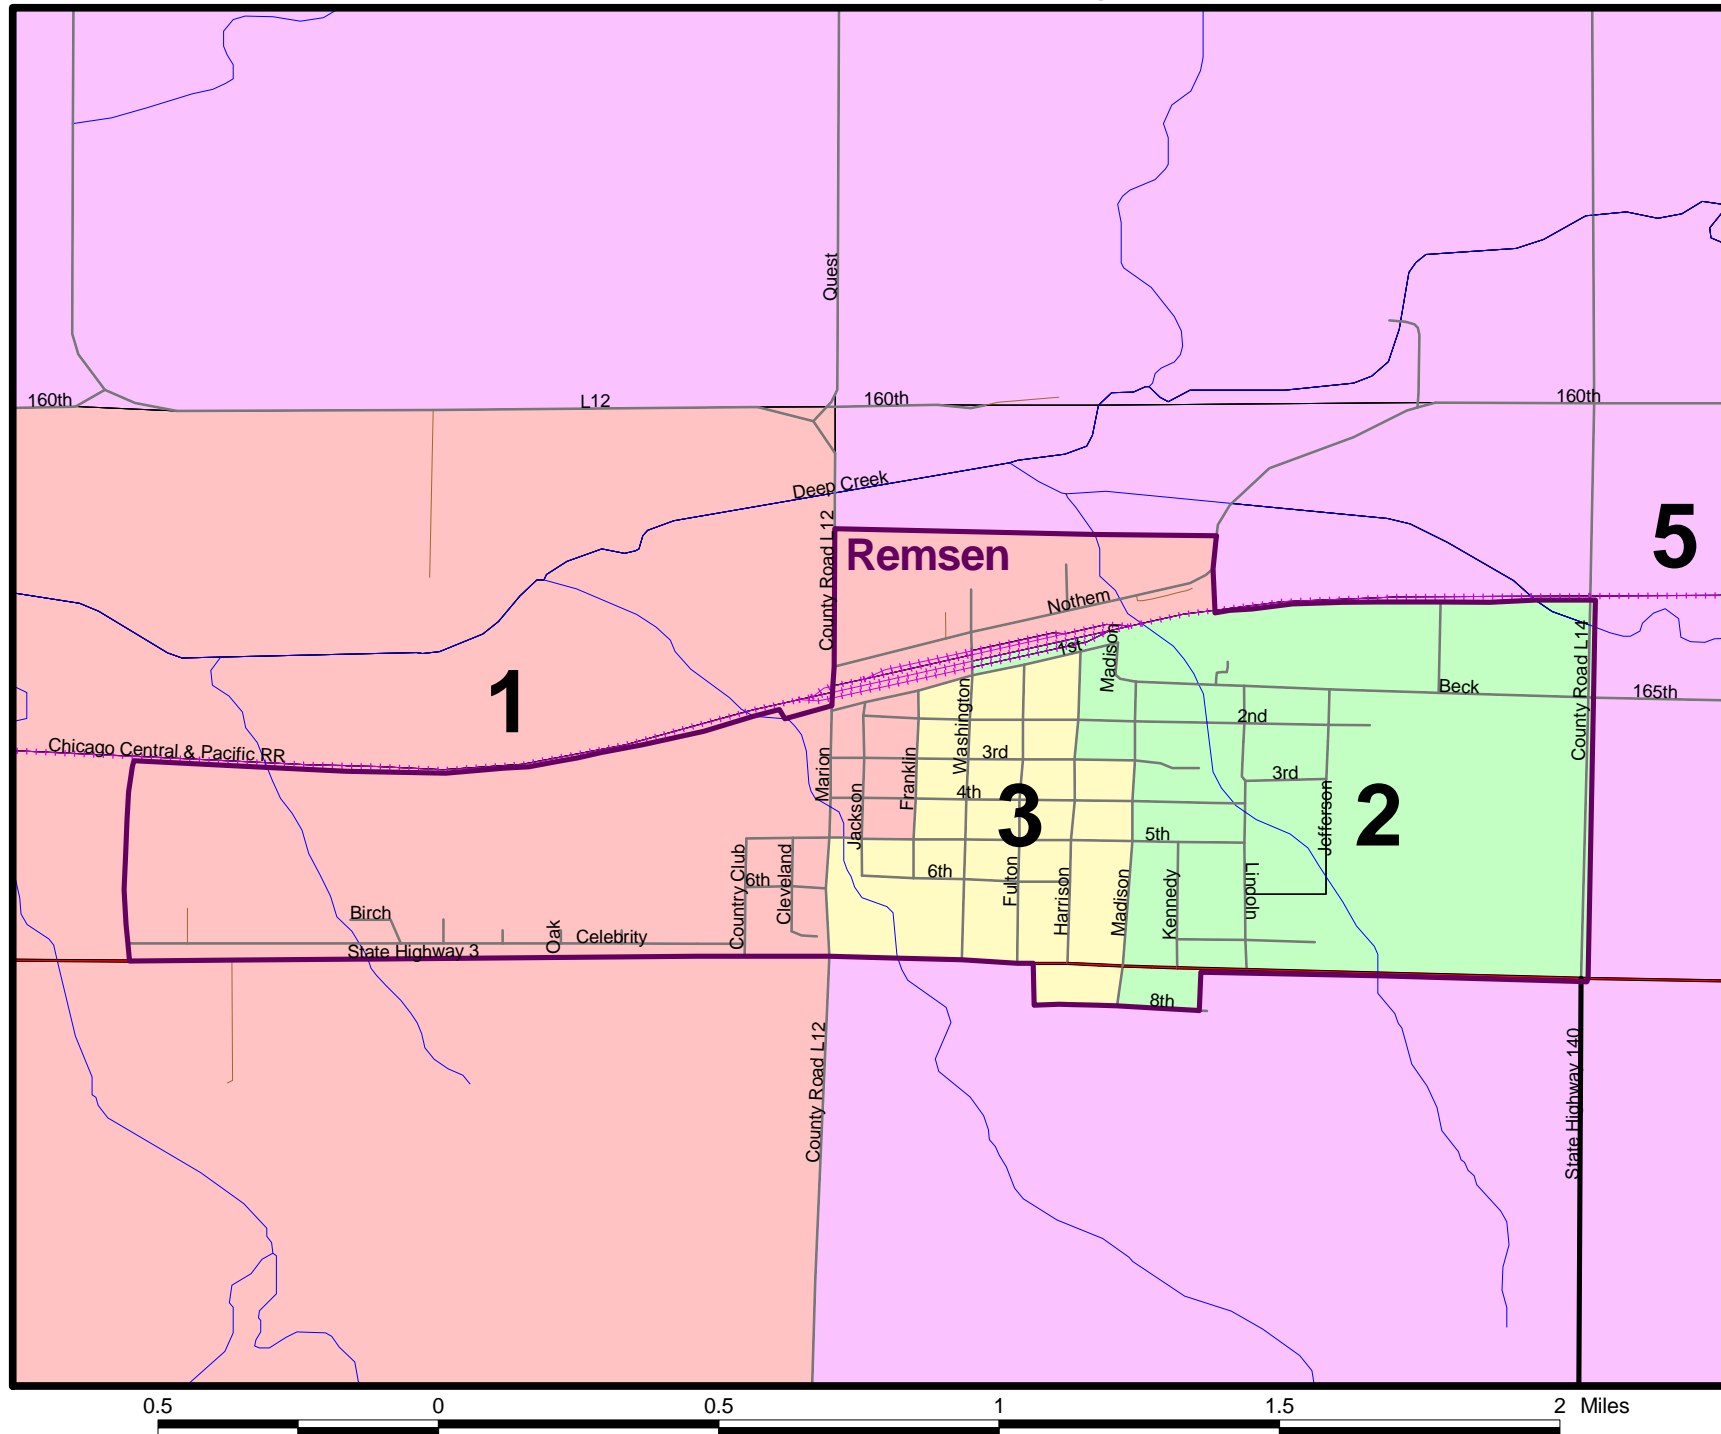 Quest
160th
L12
160th
160th
Deep Creek
County Road L12
Remsen
5
Nothem
1st
Madison
County Road L14
1
Washington
Beck
165th
2nd
Chicago Central & Pacific RR
3rd
Marion
Franklin
3rd
4th
Jackson
3
2
Jefferson
5th
Country Club
6th
Cleveland
6th
Fulton
Harrison
Madison
Kennedy
Lincoln
Birch
Oak
Celebrity
State Highway 3
8th
County Road L12
State Highway 140
0.5 0 0.5 1 1.5 2 Miles